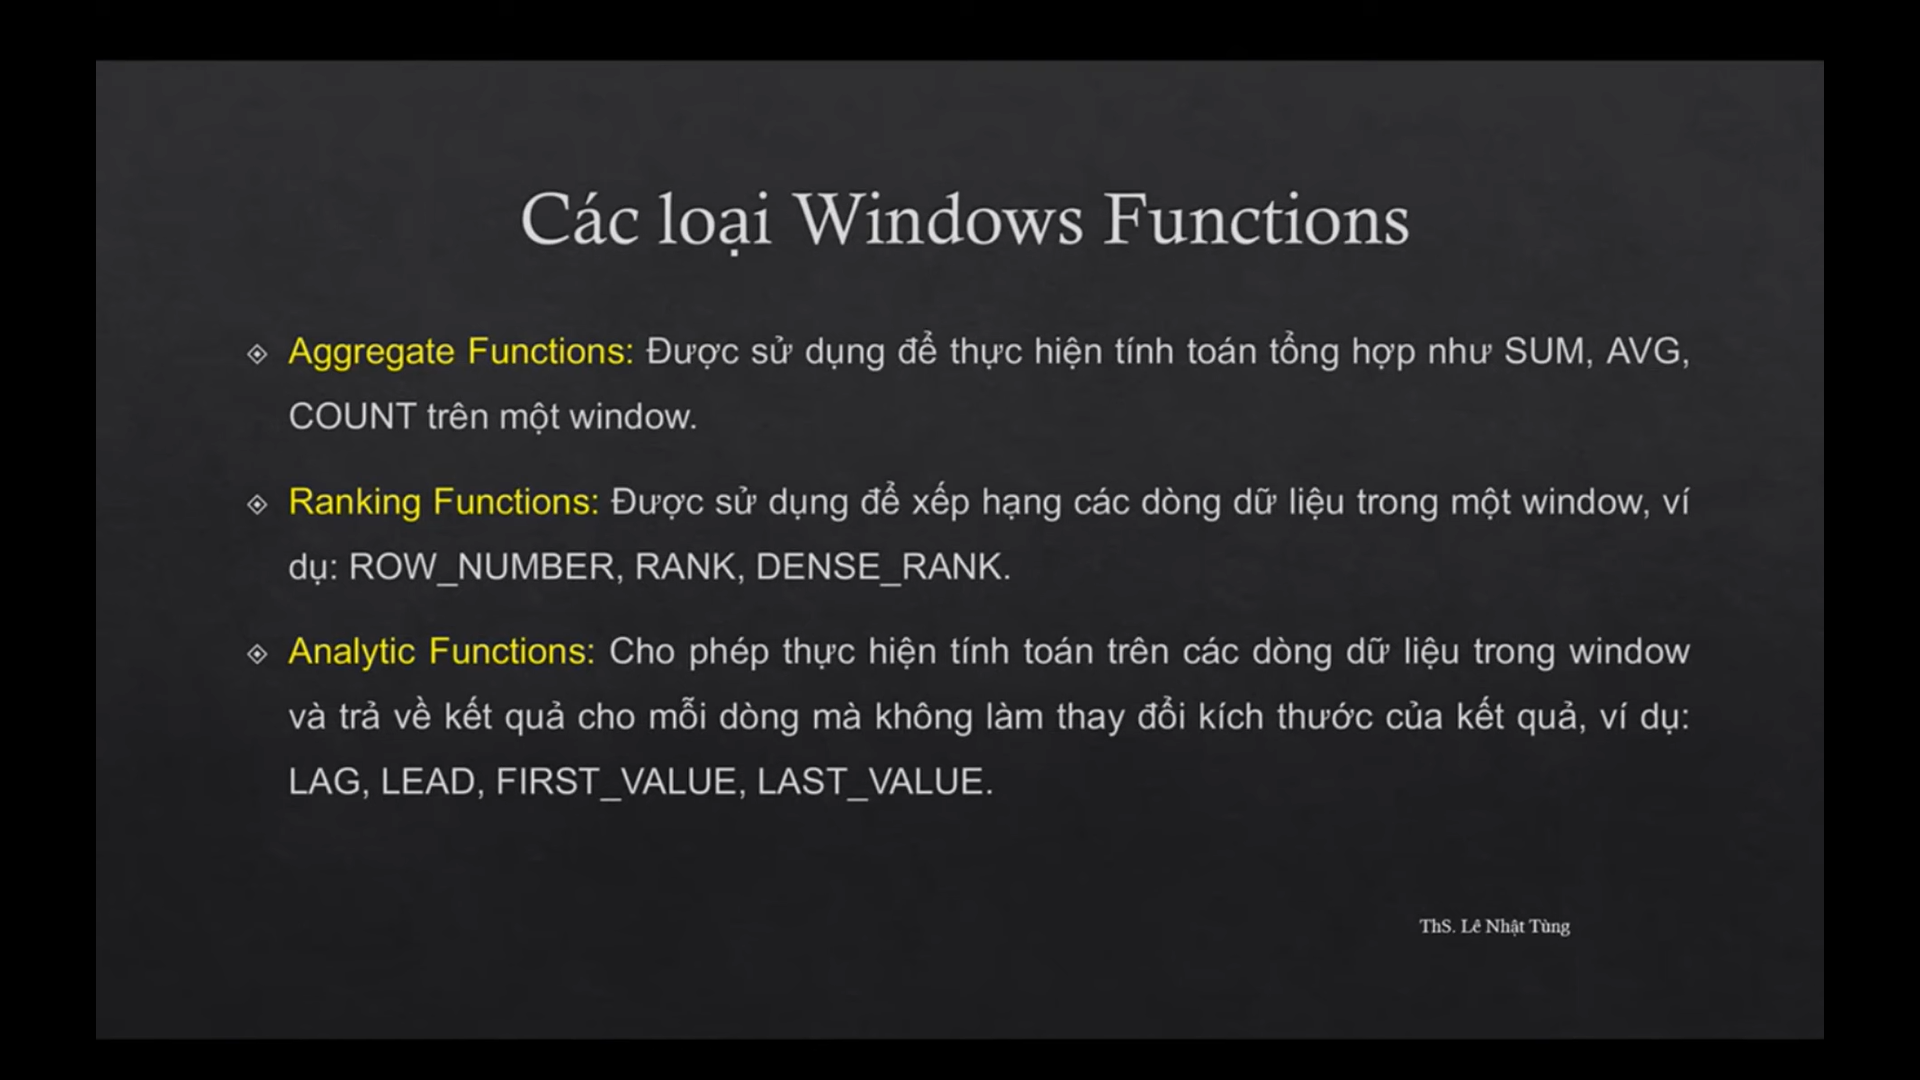 Các loại Windows Functions
Aggregate Functions: Được sử dụng để thực hiện tính toán tổng hợp như SUM, AVG,
COUNT trên một window.
Ranking Functions: Được sử dụng để xếp hạng các dòng dữ liệu trong một window, ví
dụ: ROW_NUMBER, RANK, DENSE_RANK.
Analytic Functions: Cho phép thực hiện tính toán trên các dòng dữ liệu trong window
và trả về kết quả cho mỗi dòng mà không làm thay đổi kích thước của kết quả, ví dụ:
LAG, LEAD, FIRST_VALUE, LAST_VALUE.
ThS. Lê Nhật Tùng